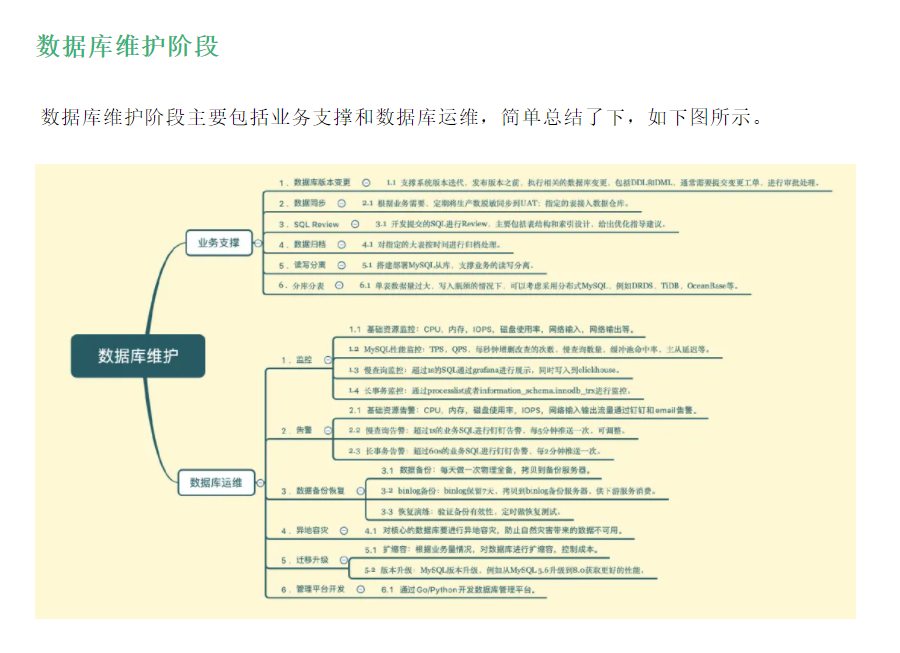 数据库维护阶段
数据库维护阶段主要包括业务支撑和数据库运维，简单总结了下，如下图所示。
数据库维护
业务支撑
1．数据库版本变更
1.1 支撑系统版本迭代，发布版本之前，执行相关的数据库变更，包括DDL和DML，通常需要提交变更工单，进行审批处理。
2．数据同步
2.1 根据业务需要，定期将生产数据脱敏同步到UAT；指定的表接入数据仓库。
3．SQL Review
3.1 开发提交的SQL进行Review，主要包括表结构和索引设计，给出优化指导建议。
4．数据归档
4.1 对指定的大表按时间进行归档处理。
5．读写分离
5.1 搭建部署MySQL从库，支撑业务的读写分离。
6．分库分表
6.1 单表数据量过大，写入瓶颈的情况下，可以考虑采用分布式MySQL，例如DRDS、TiDB、OceanBase等。
数据库运维
1．监控
1.1 基础资源监控：CPU，内存，IOPS，磁盘使用率，网络输入，网络输出等。
1.2 MySQL性能监控：TPS，QPS，每秒钟增删改查的次数，慢查询数量，缓冲池命中率，主从延迟等。
1.3 慢查询监控：超过1s的SQL通过grafana进行展示，同时写入到clickhouse。
1.4 长事务监控：通过processlist或者information_schema.innodb_trx进行监控。
2．告警
2.1 基础资源告警：CPU，内存，磁盘使用率，IOPS，网络输入输出流量通过钉钉和email告警。
2.2 慢查询告警：超过1s的业务SQL进行钉钉告警，每5分钟推送一次，可调整。
2.3 长事务告警：超过60s的业务SQL进行钉钉告警，每2分钟推送一次。
3．数据备份恢复
3.1 数据备份：每天做一次物理全备，拷贝到备份服务器。
3.2 binlog备份：binlog保留7天，拷贝到binlog备份服务器，供下游服务消费。
3.3 恢复演练：验证备份有效性，定时做恢复测试。
4．异地容灾
4.1 对核心的数据库要进行异地容灾，防止自然灾害带来的数据不可用。
5．迁移升级
5.1 扩缩容：根据业务量情况，对数据库进行扩缩容，控制成本。
5.2 版本升级：MySQL版本升级，例如从MySQL 5.6升级到8.0获取更好的性能。
6．管理平台开发
6.1 通过Go/Python开发数据库管理平台。